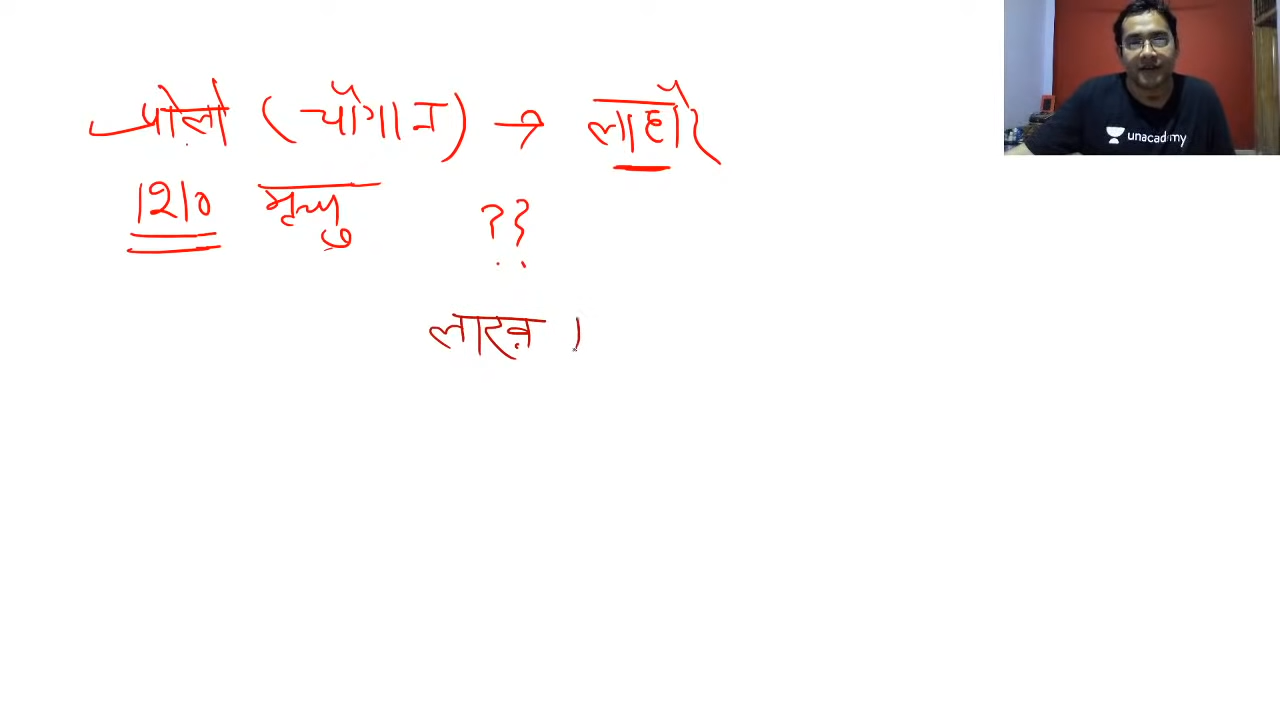 पोलो (चौगान) → लाहौर
1210 मृत्यु
??
लाख़ ।
unacademy